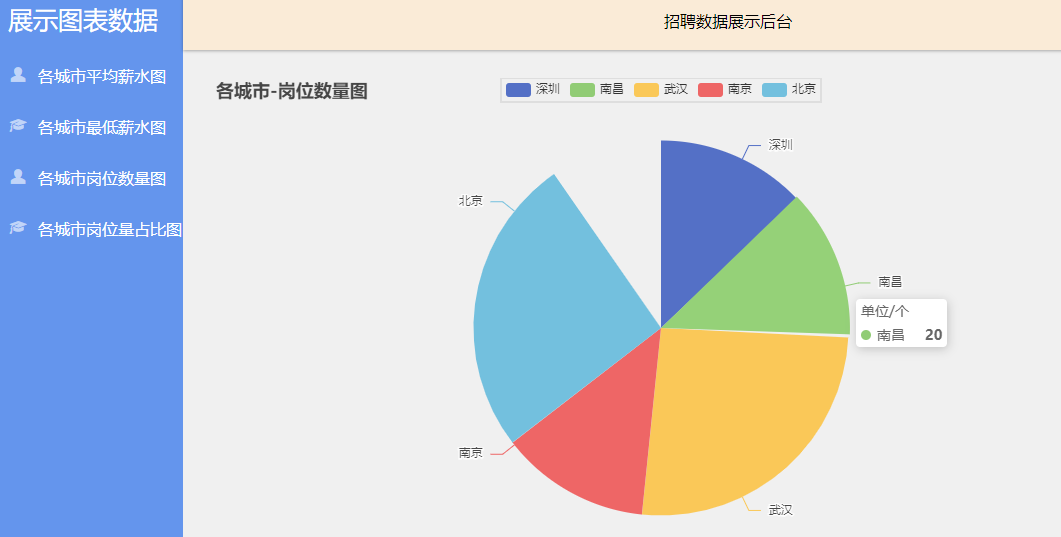 展示图表数据
各城市平均薪水图
各城市最低薪水图
各城市岗位数量图
各城市岗位量占比图
招聘数据展示后台
各城市-岗位数量图
深圳 南昌 武汉 南京 北京
深圳
北京
南昌
单位/个
南昌 20
南京
武汉